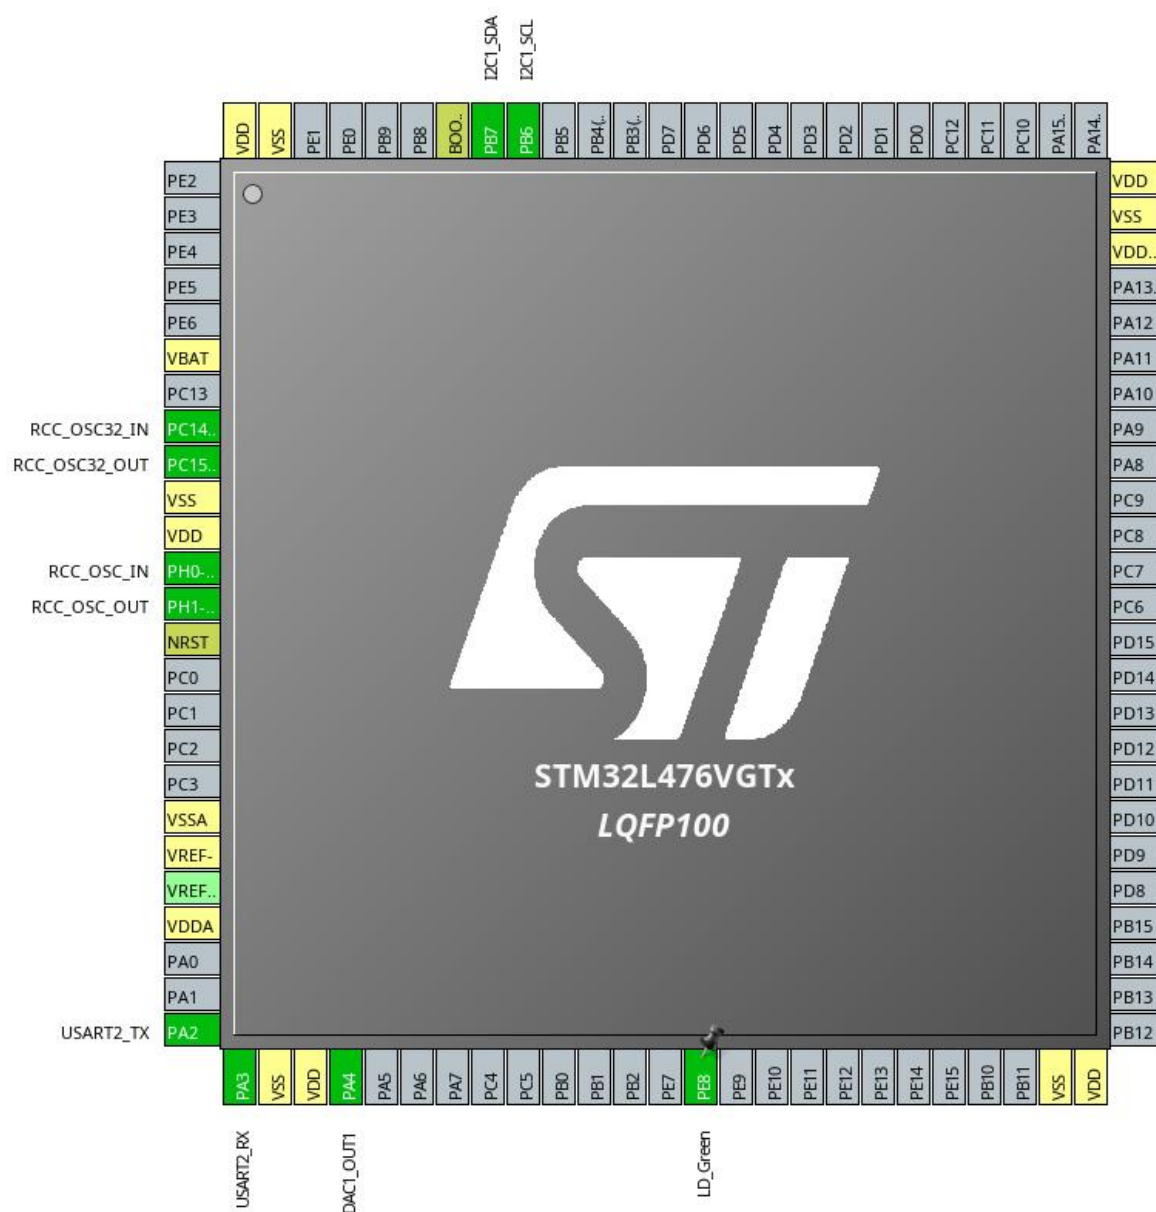 I2C1_SDA
I2C1_SCL
VDD
VSS
PE1
PE0
PB9
PB8
BOO..
PB7
PB6
PB5
PB4(..
PB3(..
PD7
PD6
PD5
PD4
PD3
PD2
PD1
PD0
PC12
PC11
PC10
PA15..
PA14..
PE2
PE3
PE4
PE5
PE6
VBAT
PC13
RCC_OSC32_IN PC14..
RCC_OSC32_OUT PC15..
VSS
VDD
RCC_OSC_IN PH0-..
RCC_OSC_OUT PH1-..
NRST
PC0
PC1
PC2
PC3
VSSA
VREF-
VREF..
VDDA
PA0
PA1
USART2_TX PA2
ST
STM32L476VGTx
LQFP100
VDD
VSS
VDD..
PA13.
PA12
PA11
PA10
PA9
PA8
PC9
PC8
PC7
PC6
PD15
PD14
PD13
PD12
PD11
PD10
PD9
PD8
PB15
PB14
PB13
PB12
PA3
VSS
VDD
PA4
PA5
PA6
PA7
PC4
PC5
PB0
PB1
PB2
PE7
PE8
PE9
PE10
PE11
PE12
PE13
PE14
PE15
PB10
PB11
VSS
VDD
USART2_RX
DAC1_OUT1
LD_Green